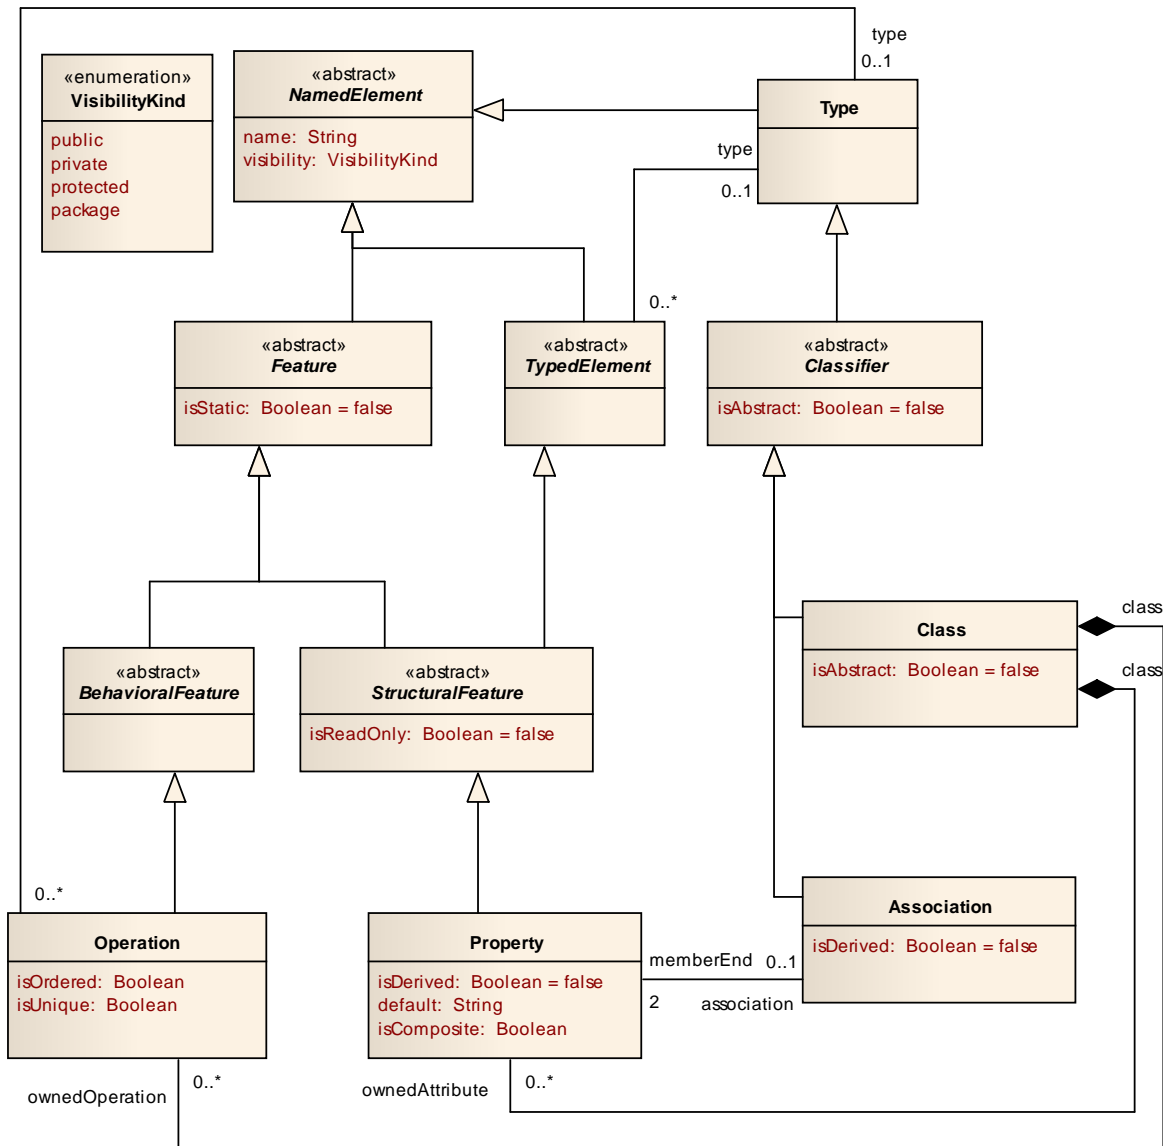 type
0..1
«enumeration»
VisibilityKind
public
private
protected
package
«abstract»
NamedElement
name: String
visibility: VisibilityKind
Type
type
0..1
0..*
«abstract»
Feature
isStatic: Boolean = false
«abstract»
TypedElement
«abstract»
Classifier
isAbstract: Boolean = false
«abstract»
BehavioralFeature
«abstract»
StructuralFeature
isReadOnly: Boolean = false
Class
isAbstract: Boolean = false
class
class
0..*
Operation
isOrdered: Boolean
isUnique: Boolean
Property
isDerived: Boolean = false
default: String
isComposite: Boolean
memberEnd 0..1
2 association
Association
isDerived: Boolean = false
ownedOperation
0..*
ownedAttribute
0..*